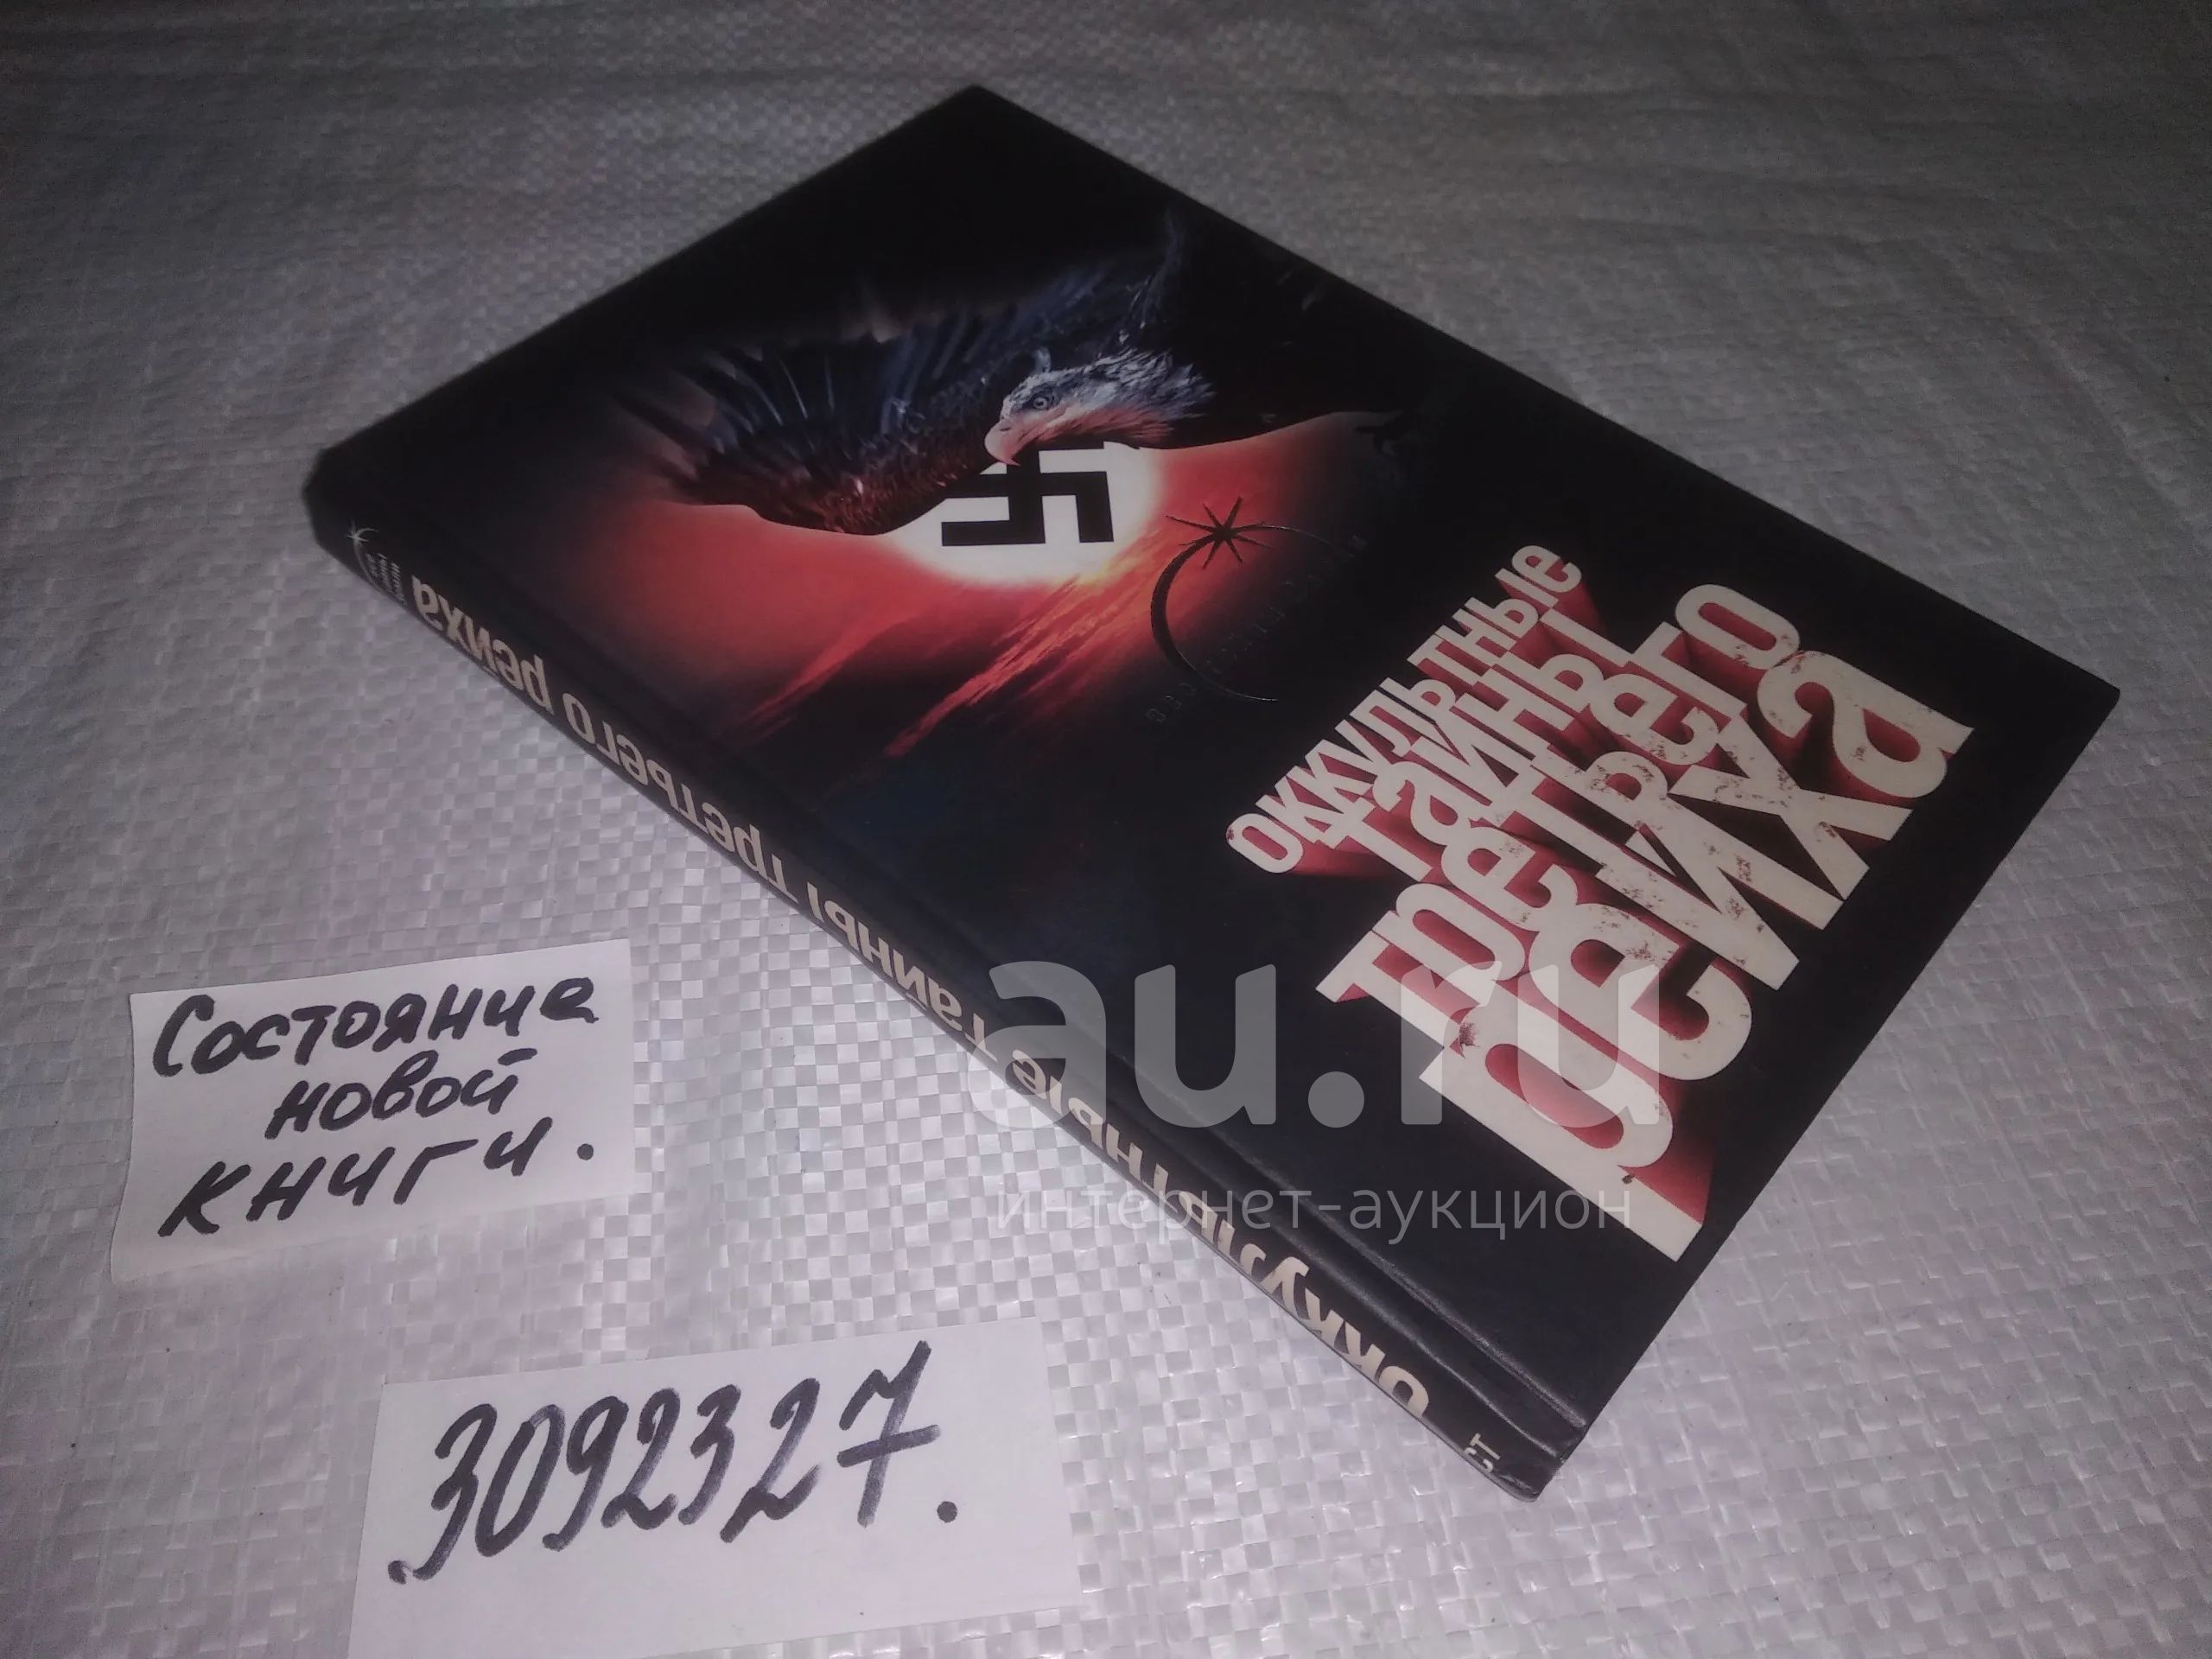 оккультные
тайны
третьего
рейха
оккультные тайны третьего рейха
Состояние
новой
книги.
3092327.
au.ru
интернет-аукцион